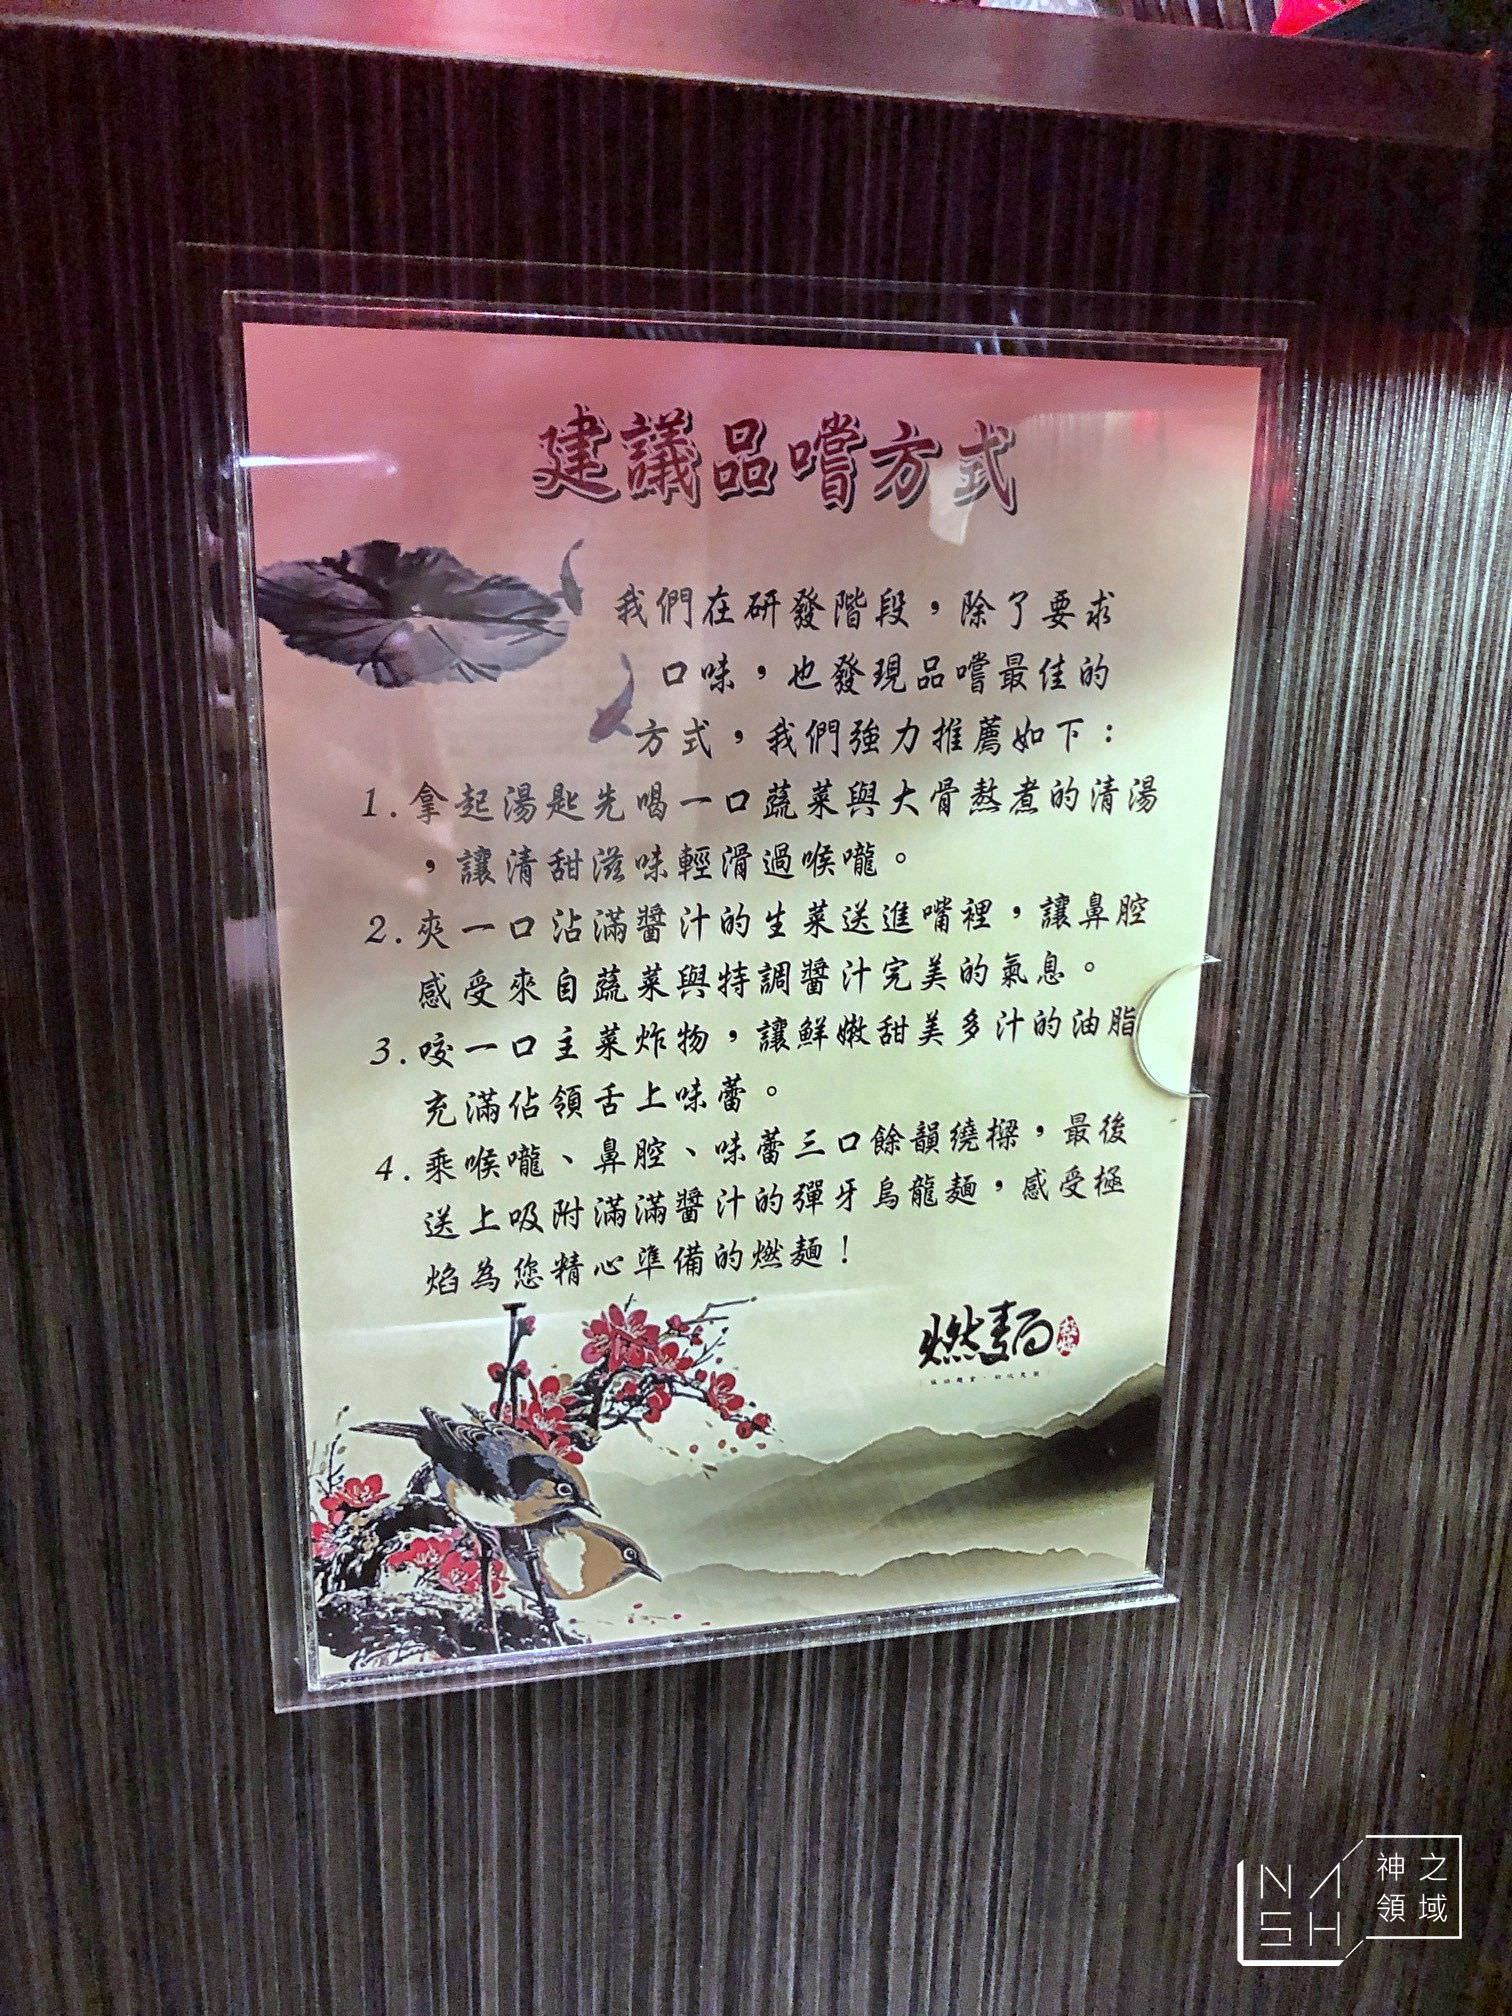 建議品嚐方式
我們在研發階段，除了要求
口味，也發現品嚐最佳的
方式，我們強力推薦如下：
1.拿起湯匙先喝一口蔬菜與大骨熬煮的清湯
，讓清甜滋味輕滑過喉嚨。
2.夾一口沾滿醬汁的生菜送進嘴裡，讓鼻腔
感受來自蔬菜與特調醬汁完美的氣息。
3.咬一口主菜炸物，讓鮮嫩甜美多汁的油脂
充滿佔領舌上味蕾。
4.乘喉嚨、鼻腔、味蕾三口餘韻繞樑，最後
送上吸附滿滿醬汁的彈牙烏龍麵，感受極
焰為您精心準備的燃麵！
燃麵
NASH
神之
領域